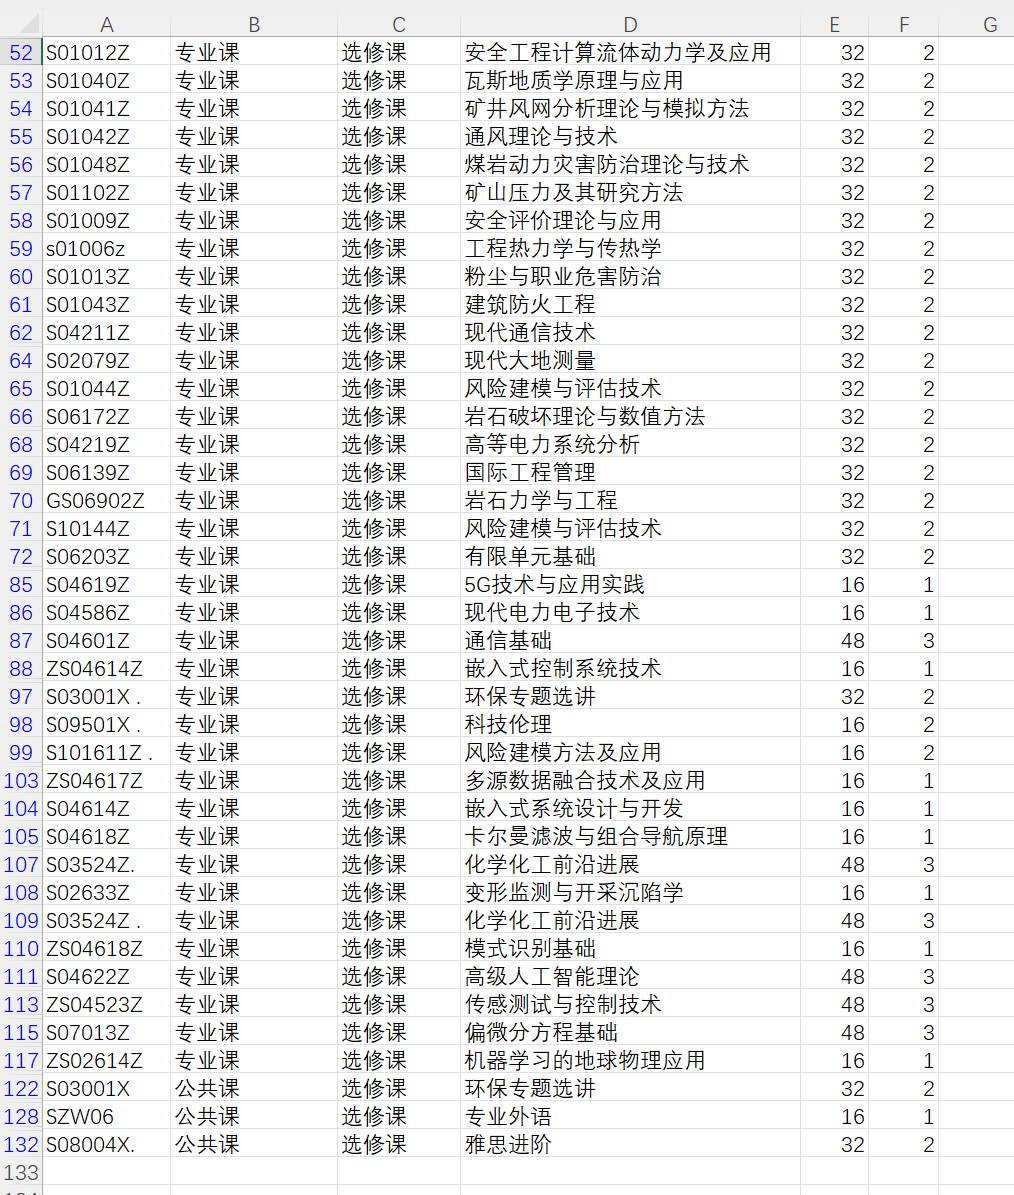 A B C D E F G
52 S01012Z 专业课 选修课 安全工程计算流体动力学及应用 32 2
53 S01040Z 专业课 选修课 瓦斯地质学原理与应用 32 2
54 S01041Z 专业课 选修课 矿井风网分析理论与模拟方法 32 2
55 S01042Z 专业课 选修课 通风理论与技术 32 2
56 S01048Z 专业课 选修课 煤岩动力灾害防治理论与技术 32 2
57 S01102Z 专业课 选修课 矿山压力及其研究方法 32 2
58 S01009Z 专业课 选修课 安全评价理论与应用 32 2
59 s01006z 专业课 选修课 工程热力学与传热学 32 2
60 S01013Z 专业课 选修课 粉尘与职业危害防治 32 2
61 S01043Z 专业课 选修课 建筑防火工程 32 2
62 S04211Z 专业课 选修课 现代通信技术 32 2
64 S02079Z 专业课 选修课 现代大地测量 32 2
65 S01044Z 专业课 选修课 风险建模与评估技术 32 2
66 S06172Z 专业课 选修课 岩石破坏理论与数值方法 32 2
68 S04219Z 专业课 选修课 高等电力系统分析 32 2
69 S06139Z 专业课 选修课 国际工程管理 32 2
70 GS06902Z 专业课 选修课 岩石力学与工程 32 2
71 S10144Z 专业课 选修课 风险建模与评估技术 32 2
72 S06203Z 专业课 选修课 有限单元基础 32 2
85 S04619Z 专业课 选修课 5G技术与应用实践 16 1
86 S04586Z 专业课 选修课 现代电力电子技术 16 1
87 S04601Z 专业课 选修课 通信基础 48 3
88 ZS04614Z 专业课 选修课 嵌入式控制系统技术 16 1
97 S03001X . 专业课 选修课 环保专题选讲 32 2
98 S09501X . 专业课 选修课 科技伦理 16 2
99 S101611Z . 专业课 选修课 风险建模方法及应用 16 2
103 ZS04617Z 专业课 选修课 多源数据融合技术及应用 16 1
104 S04614Z 专业课 选修课 嵌入式系统设计与开发 16 1
105 S04618Z 专业课 选修课 卡尔曼滤波与组合导航原理 16 1
107 S03524Z. 专业课 选修课 化学化工前沿进展 48 3
108 S02633Z 专业课 选修课 变形监测与开采沉陷学 16 1
109 S03524Z . 专业课 选修课 化学化工前沿进展 48 3
110 ZS04618Z 专业课 选修课 模式识别基础 16 1
111 S04622Z 专业课 选修课 高级人工智能理论 48 3
113 ZS04523Z 专业课 选修课 传感测试与控制技术 48 3
115 S07013Z 专业课 选修课 偏微分方程基础 48 3
117 ZS02614Z 专业课 选修课 机器学习的地球物理应用 16 1
122 S03001X 公共课 选修课 环保专题选讲 32 2
128 SZW06 公共课 选修课 专业外语 16 1
132 S08004X. 公共课 选修课 雅思进阶 32 2
133